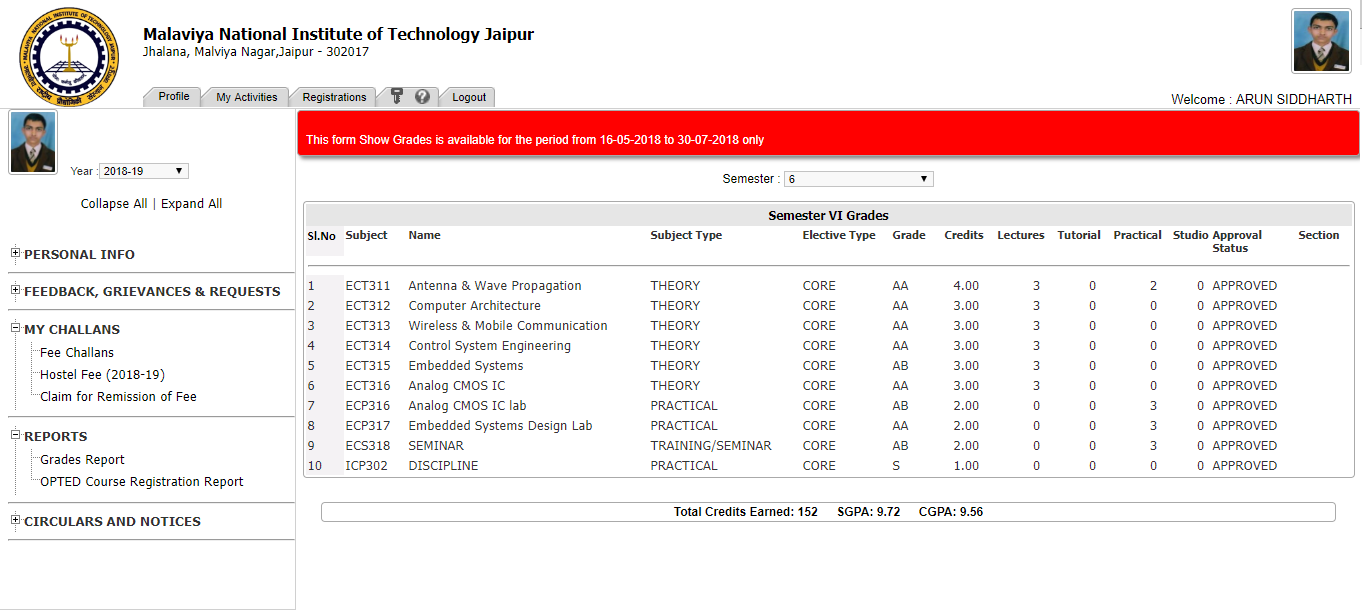 Malaviya National Institute of Technology Jaipur
Jhalana, Malviya Nagar,Jaipur - 302017
Profile My Activities Registrations Logout
Welcome : ARUN SIDDHARTH
This form Show Grades is available for the period from 16-05-2018 to 30-07-2018 only
Year : 2018-19
Collapse All | Expand All
PERSONAL INFO
FEEDBACK, GRIEVANCES & REQUESTS
MY CHALLANS
Fee Challans
Hostel Fee (2018-19)
Claim for Remission of Fee
REPORTS
Grades Report
OPTED Course Registration Report
CIRCULARS AND NOTICES
Semester : 6
Semester VI Grades
Sl.No Subject Name Subject Type Elective Type Grade Credits Lectures Tutorial Practical Studio Approval Status Section
1 ECT311 Antenna & Wave Propagation THEORY CORE AA 4.00 3 0 2 0 APPROVED
2 ECT312 Computer Architecture THEORY CORE AA 3.00 3 0 0 0 APPROVED
3 ECT313 Wireless & Mobile Communication THEORY CORE AA 3.00 3 0 0 0 APPROVED
4 ECT314 Control System Engineering THEORY CORE AA 3.00 3 0 0 0 APPROVED
5 ECT315 Embedded Systems THEORY CORE AB 3.00 3 0 0 0 APPROVED
6 ECT316 Analog CMOS IC THEORY CORE AA 3.00 3 0 0 0 APPROVED
7 ECP316 Analog CMOS IC lab PRACTICAL CORE AB 2.00 0 0 3 0 APPROVED
8 ECP317 Embedded Systems Design Lab PRACTICAL CORE AA 2.00 0 0 3 0 APPROVED
9 ECS318 SEMINAR TRAINING/SEMINAR CORE AB 2.00 0 0 3 0 APPROVED
10 ICP302 DISCIPLINE PRACTICAL CORE S 1.00 0 0 0 0 APPROVED
Total Credits Earned: 152 SGPA: 9.72 CGPA: 9.56